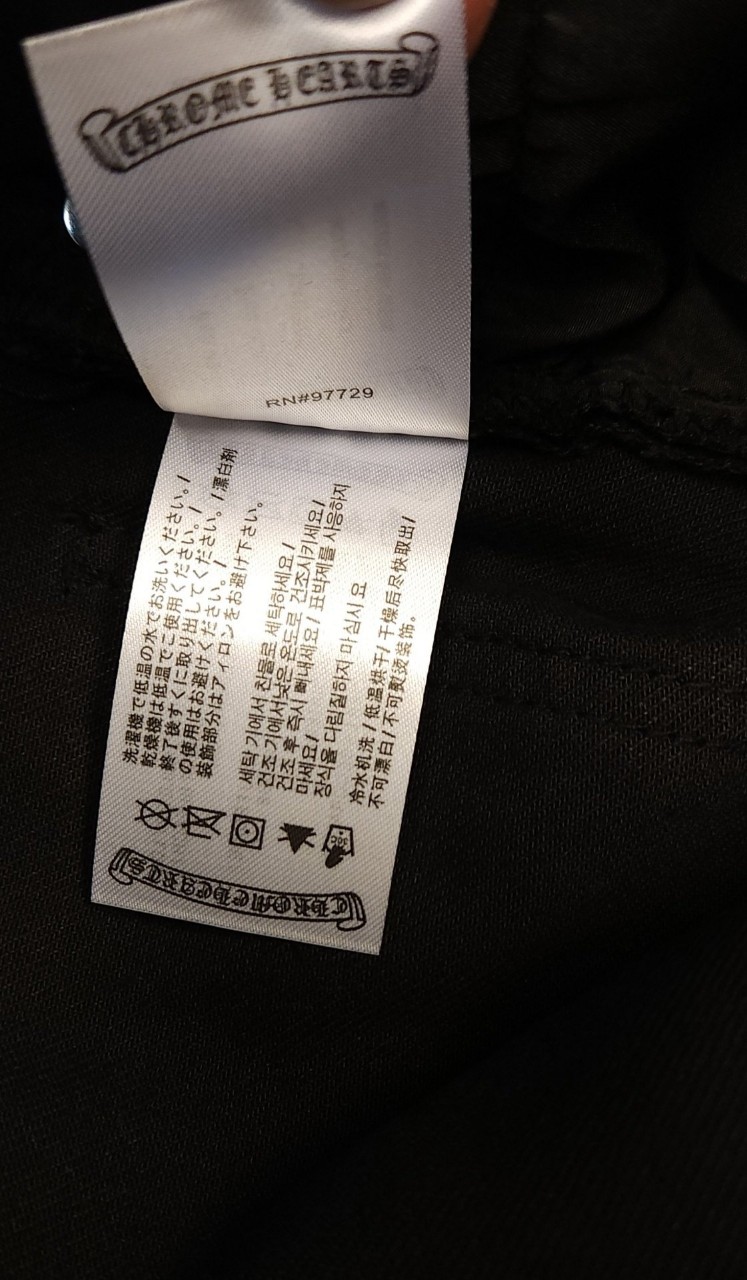 CHROME HEARTS
RN#97729
洗濯機で低温の水でお洗いください。/
乾燥機は低温でご使用ください。/
終了後すぐに取り出してください。/漂白剤
の使用はお避けください。/
装飾部分はアイロンをお避け下さい。
세탁기에서 찬물로 세탁하세요/
건조기에서낮은 온도로 건조시키세요/
건조 후 즉시 빼내세요/ 표박제를 사용하지
마세요/
장식을 다림질하지 마십시 요
冷水机洗/低温烘干/干燥后尽快取出/
不可漂白/不可熨烫装饰。
30C
CHROME HEARTS